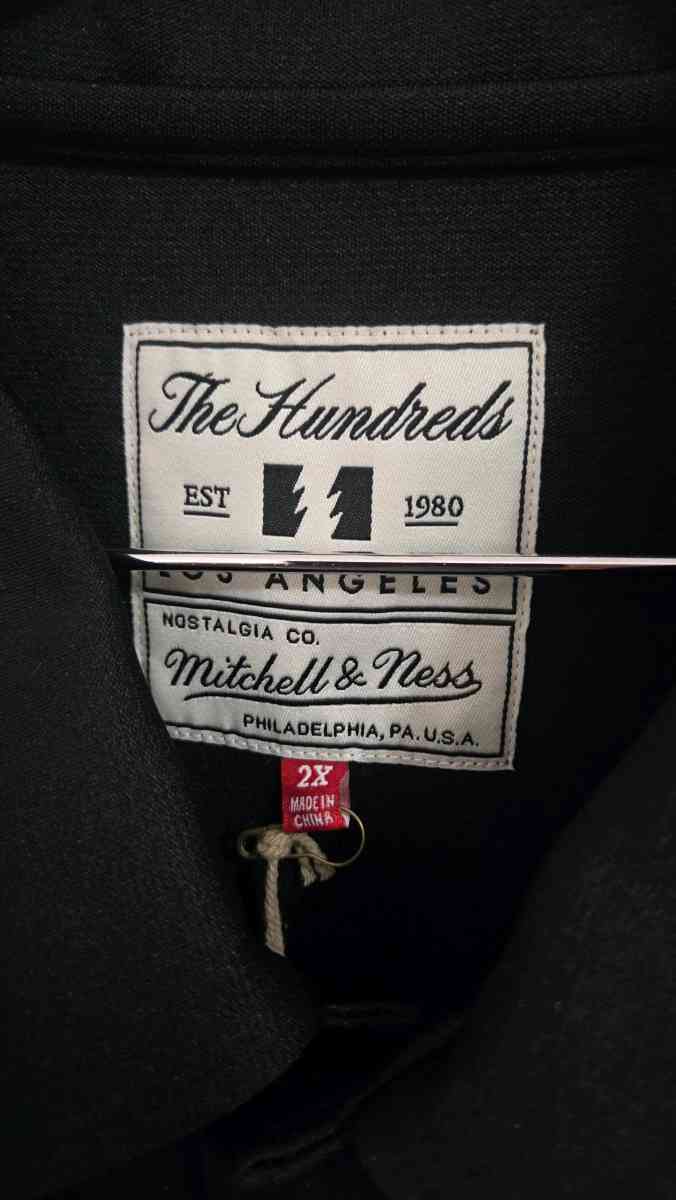 The Hundreds
EST 1980
LOS ANGELES
NOSTALGIA CO.
Mitchell & Ness
PHILADELPHIA, PA. U.S.A.
2X
MADE IN
CHINA